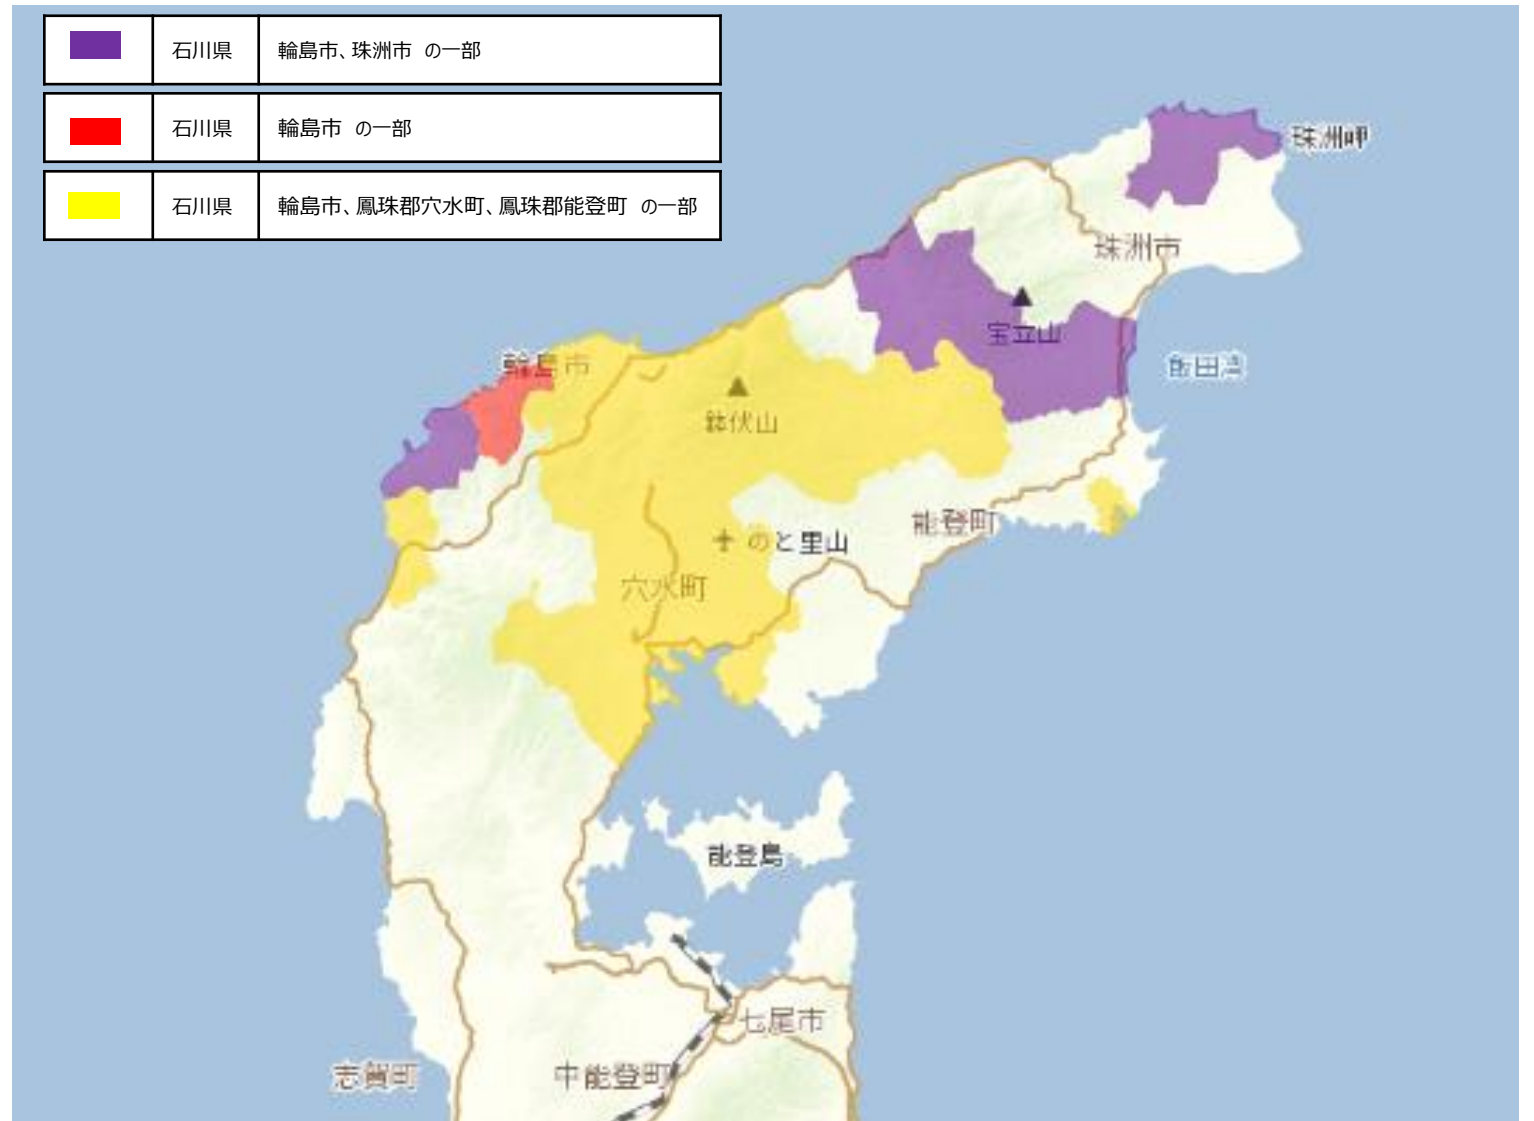 石川県 輪島市、珠洲市 の一部
石川県 輪島市 の一部
石川県 輪島市、鳳珠郡穴水町、鳳珠郡能登町 の一部
珠洲岬
珠洲市
宝立山
輪島市
飯田湾
鉢伏山
能登町
のと里山
穴水町
能登島
七尾市
志賀町
中能登町